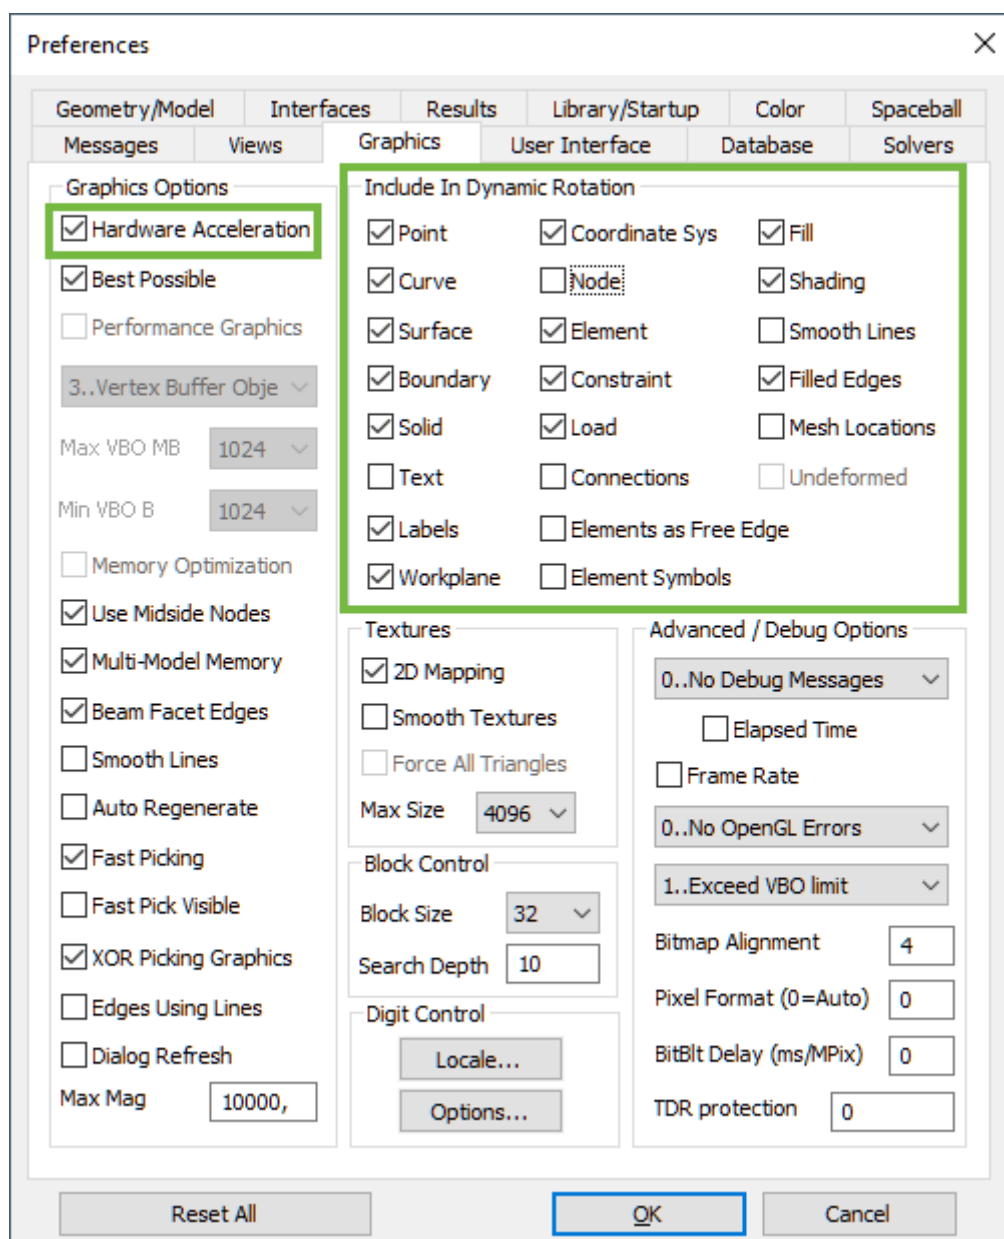 Preferences
Geometry/Model Interfaces Results Library/Startup Color Spaceball
Messages Views Graphics User Interface Database Solvers
Graphics Options
Hardware Acceleration
Best Possible
Performance Graphics
3..Vertex Buffer Obje
Max VBO MB 1024
Min VBO B 1024
Memory Optimization
Use Midside Nodes
Multi-Model Memory
Beam Facet Edges
Smooth Lines
Auto Regenerate
Fast Picking
Fast Pick Visible
XOR Picking Graphics
Edges Using Lines
Dialog Refresh
Max Mag 10000,
Include In Dynamic Rotation
Point Coordinate Sys Fill
Curve Node Shading
Surface Element Smooth Lines
Boundary Constraint Filled Edges
Solid Load Mesh Locations
Text Connections Undeformed
Labels Elements as Free Edge
Workplane Element Symbols
Textures
2D Mapping
Smooth Textures
Force All Triangles
Max Size 4096
Block Control
Block Size 32
Search Depth 10
Digit Control
Locale...
Options...
Advanced / Debug Options
0..No Debug Messages
Elapsed Time
Frame Rate
0..No OpenGL Errors
1..Exceed VBO limit
Bitmap Alignment 4
Pixel Format (0=Auto) 0
BitBlt Delay (ms/MPix) 0
TDR protection 0
Reset All OK Cancel